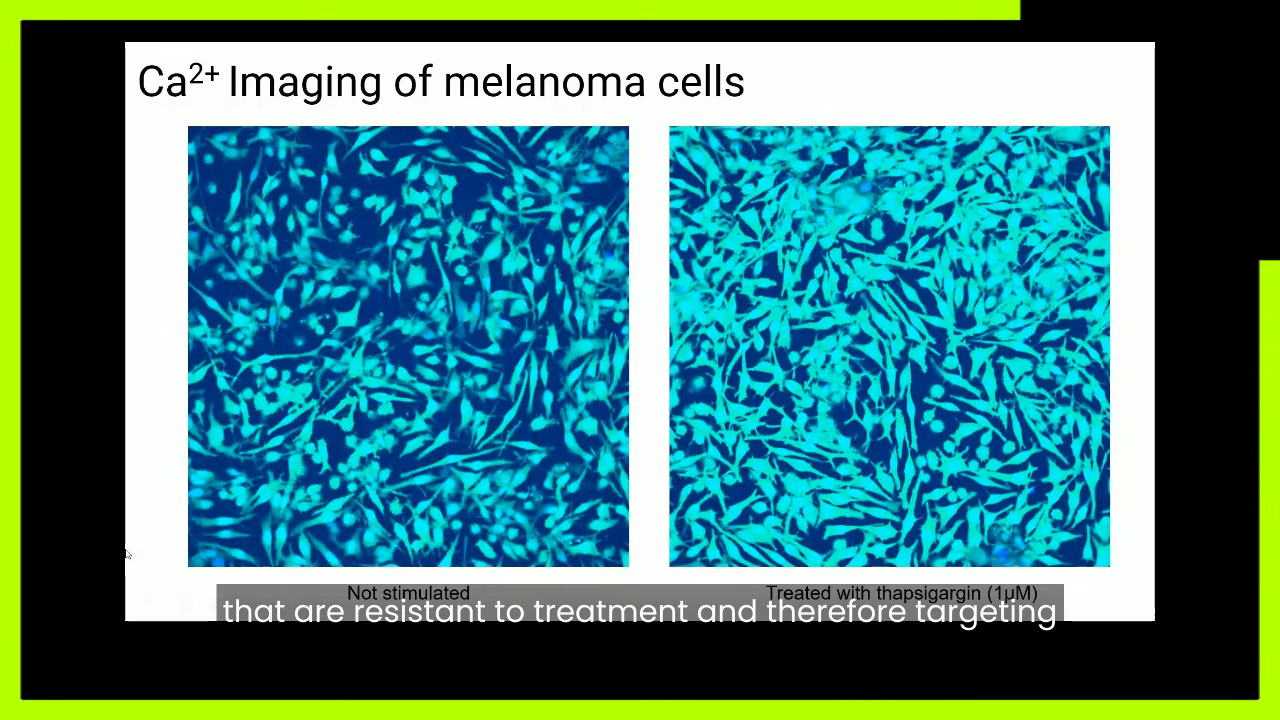 Ca²⁺ Imaging of melanoma cells
Not stimulated
Treated with thapsigargin (1µM)
that are resistant to treatment and therefore targeting